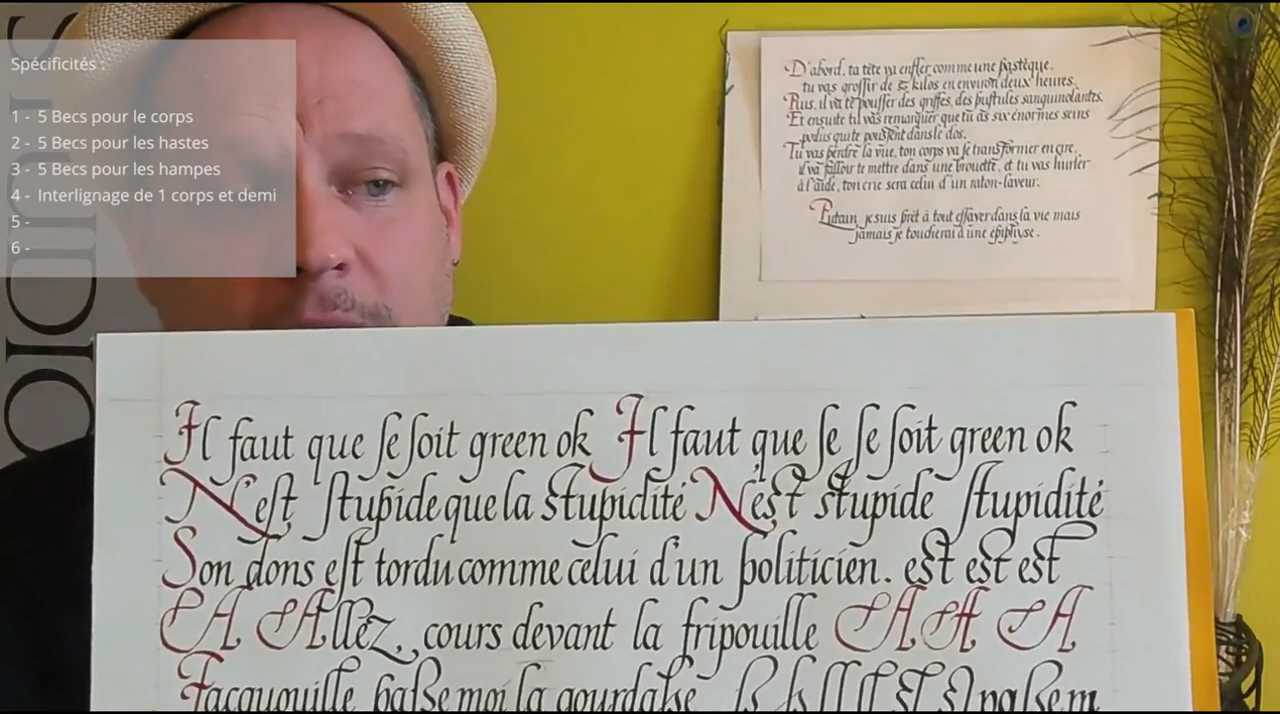 Spécificités :
1 - 5 Becs pour le corps
2 - 5 Becs pour les hastes
3 - 5 Becs pour les hampes
4 - Interlignage de 1 corps et demi
5 -
6 -
D'abord, ta tête va enfler comme une pastèque,
tu vas grossir de kilos en environ deux heures.
Puis, il va te pousser des griffes, des pustules sanguinolantes.
Et ensuite tu vas remarquer que tu as six énormes seins
poilus qui te poussent dans le dos.
Tu vas perdre la vue, ton corps va se transformer en
il va falloir te mettre dans une brouette, et tu vas hurler
à l'aide, ton crie sera celui d'un raton-laveur.
Putain, je suis prêt à tout essayer dans la vie mais
jamais je toucherai à une épiphyse.
Il faut que se soit green ok Il faut que se se soit green ok
N'est stupide que la stupidité N'est stupide stupidité
Son dons est tordu comme celui d'un politicien. est est est
A Allez, cours devant la fripouille A A A
Jacquouille passe moi la gourdasse